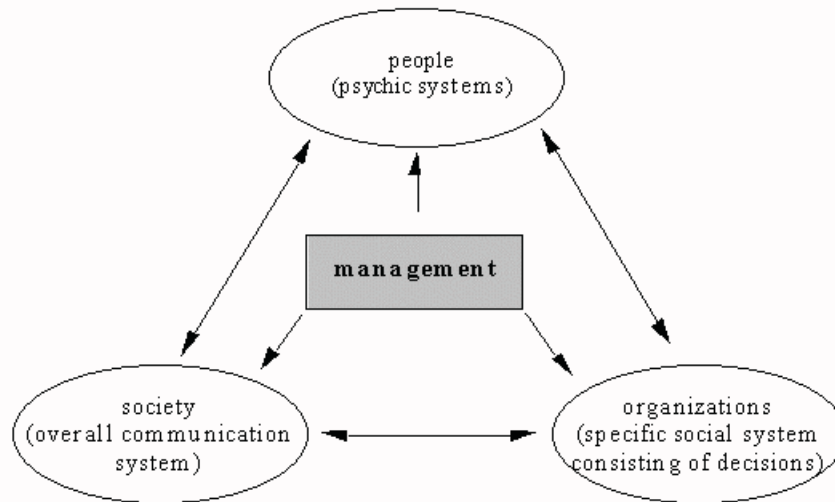 people
(psychic systems)
management
society
(overall communication
system)
organizations
(specific social system
consisting of decisions)